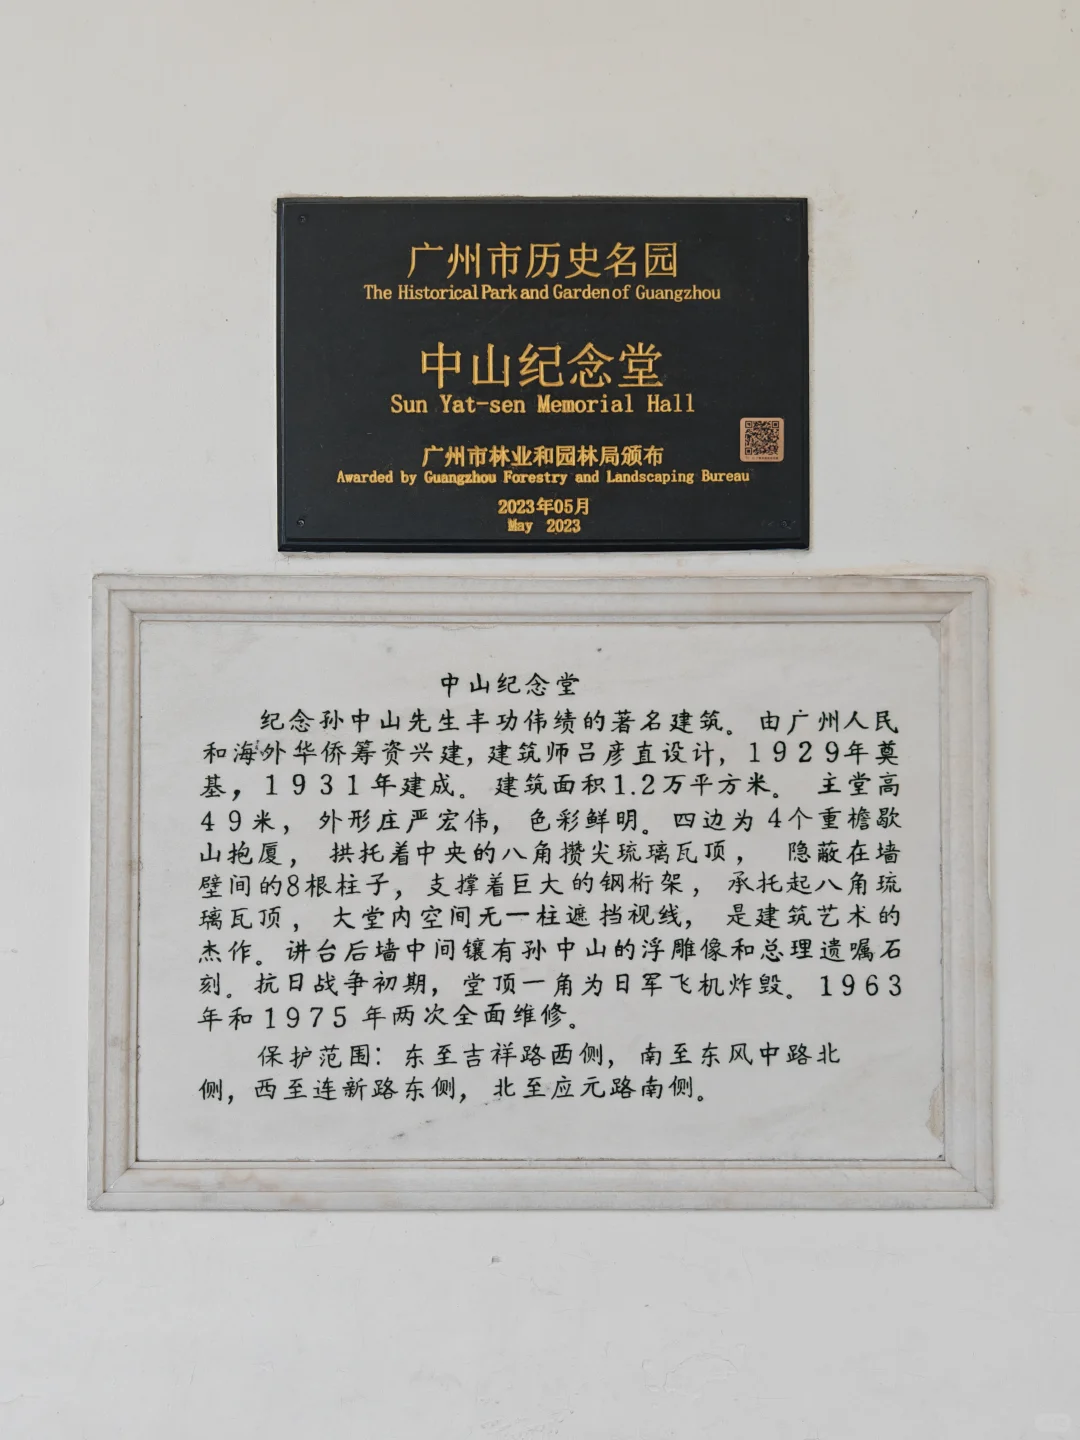 广州市历史名园
The Historical Park and Garden of Guangzhou
中山纪念堂
Sun Yat-sen Memorial Hall
广州市林业和园林局颁布
Awarded by Guangzhou Forestry and Landscaping Bureau
2023年05月
May 2023
中山纪念堂
纪念孙中山先生丰功伟绩的著名建筑。由广州人民
和海外华侨筹资兴建，建筑师吕彦直设计，1929年奠
基，1931年建成。建筑面积1.2万平方米。主堂高
49米，外形庄严宏伟，色彩鲜明。四边为4个重檐歇
山抱厦，拱托着中央的八角攒尖琉璃瓦顶，隐蔽在墙
壁间的8根柱子，支撑着巨大的钢桁架，承托起八角琉
璃瓦顶，大堂内空间无一柱遮挡视线，是建筑艺术的
杰作。讲台后墙中间镶有孙中山的浮雕像和总理遗嘱石
刻。抗日战争初期，堂顶一角为日军飞机炸毁。1963
年和1975年两次全面维修。
保护范围：东至吉祥路西侧，南至东风中路北
侧，西至连新路东侧，北至应元路南侧。